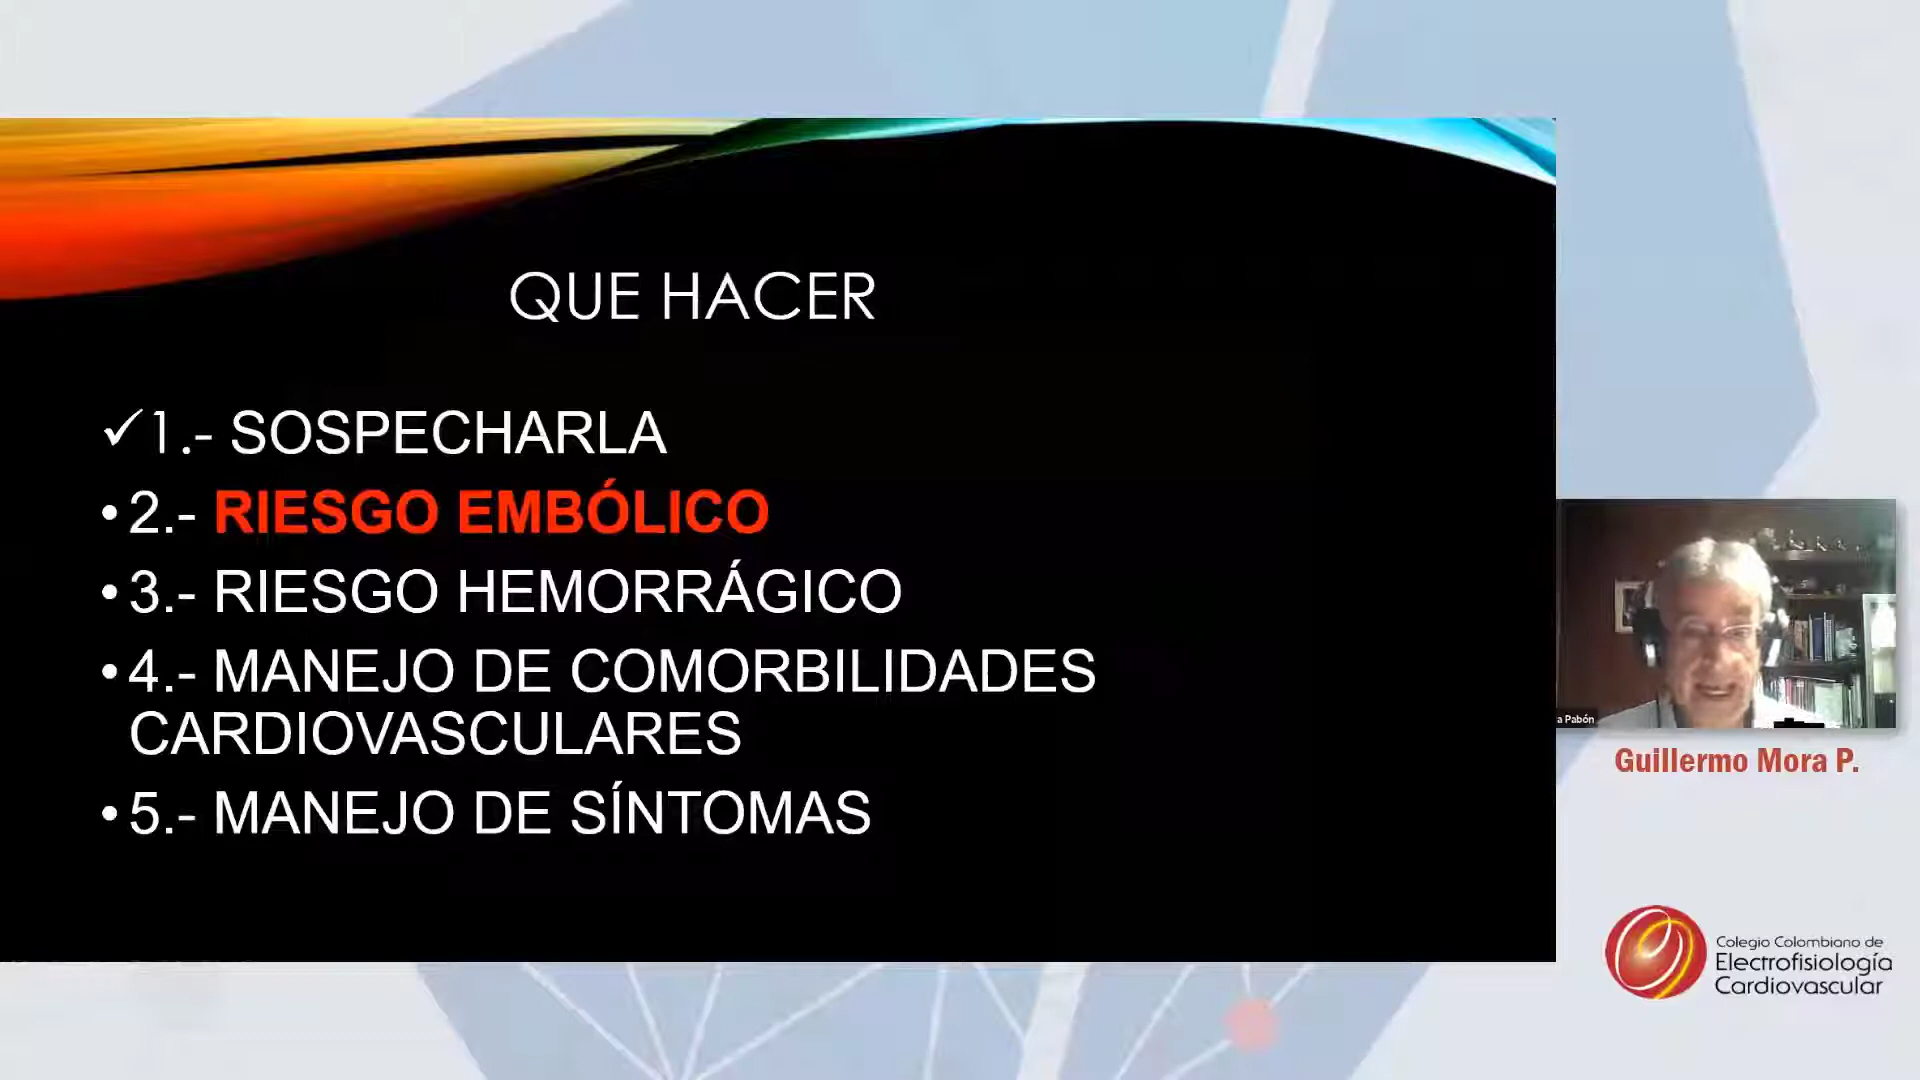 QUE HACER
✓1.- SOSPECHARLA
•2.- RIESGO EMBÓLICO
•3.- RIESGO HEMORRÁGICO
•4.- MANEJO DE COMORBILIDADES
CARDIOVASCULARES
•5.- MANEJO DE SÍNTOMAS
a Pabón
Guillermo Mora P.
Colegio Colombiano de
Electrofisiología
Cardiovascular